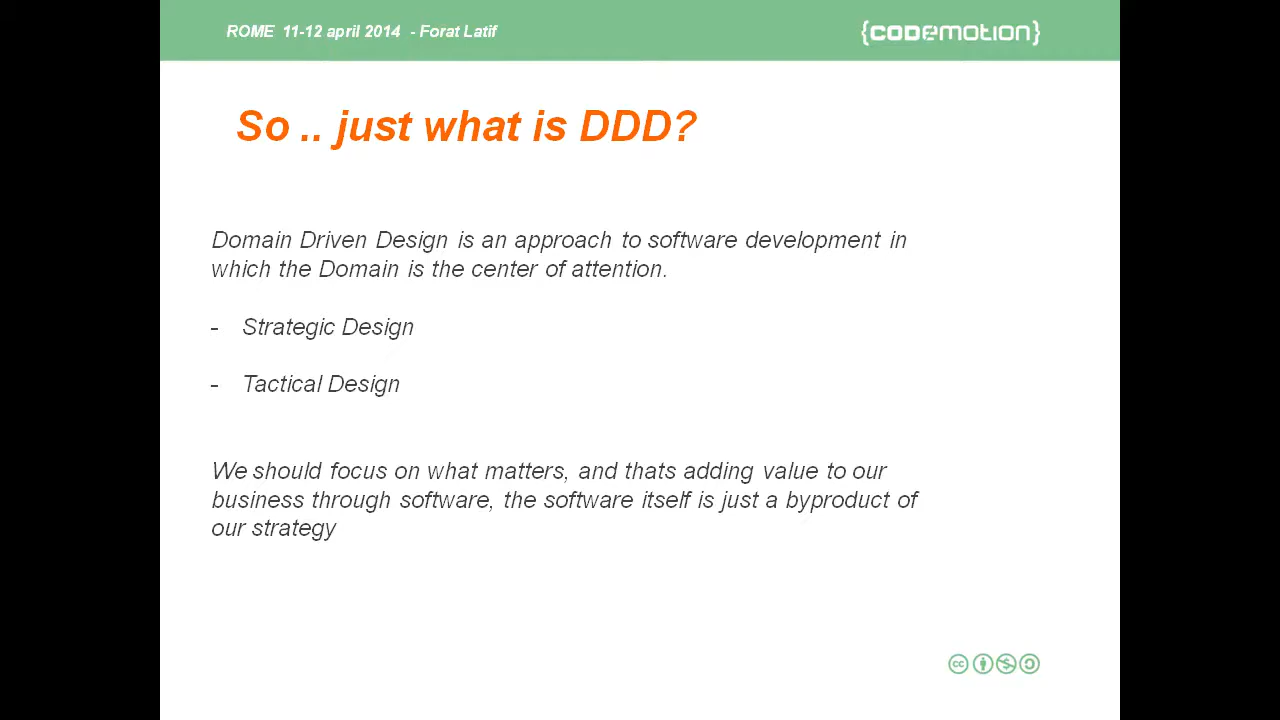 ROME 11-12 april 2014 - Forat Latif
{codemotion}
So .. just what is DDD?
Domain Driven Design is an approach to software development in
which the Domain is the center of attention.
- Strategic Design
- Tactical Design
We should focus on what matters, and thats adding value to our
business through software, the software itself is just a byproduct of
our strategy
cc